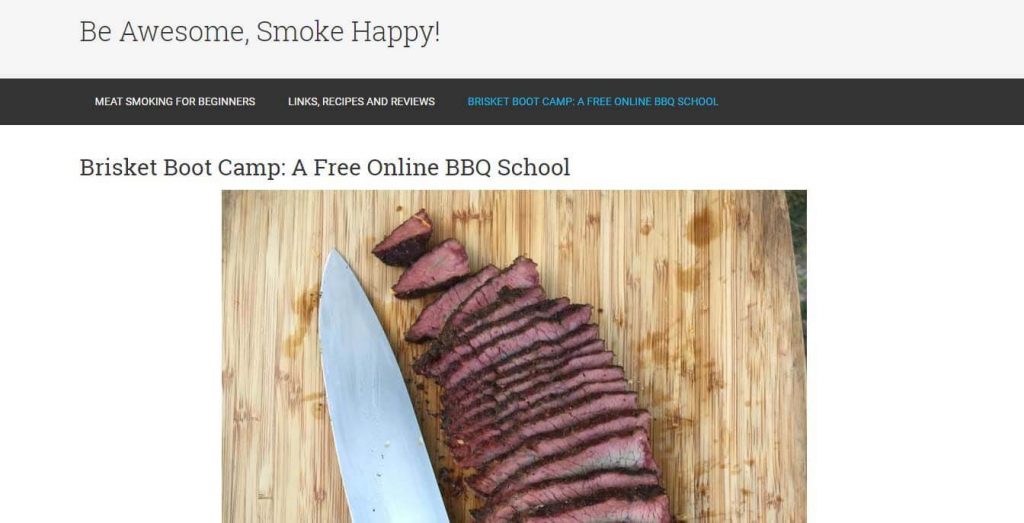 Be Awesome, Smoke Happy!
MEAT SMOKING FOR BEGINNERS LINKS, RECIPES AND REVIEWS BRISKET BOOT CAMP: A FREE ONLINE BBQ SCHOOL
Brisket Boot Camp: A Free Online BBQ School